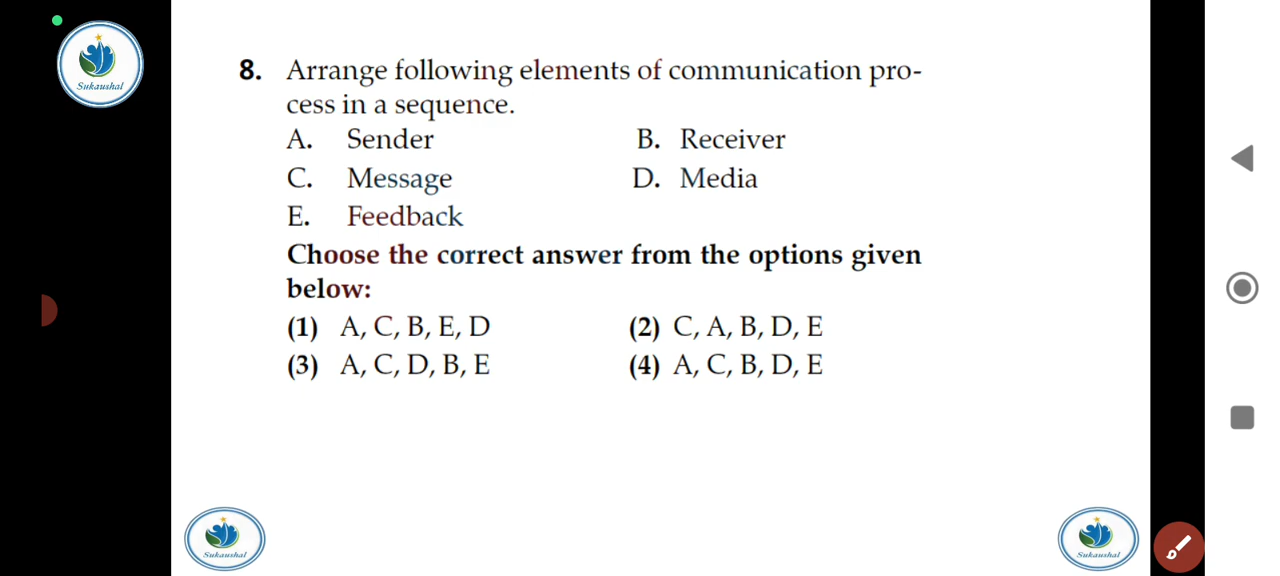 Sukaushal
8. Arrange following elements of communication pro-
cess in a sequence.
A. Sender B. Receiver
C. Message D. Media
E. Feedback
Choose the correct answer from the options given
below:
(1) A, C, B, E, D (2) C, A, B, D, E
(3) A, C, D, B, E (4) A, C, B, D, E
Sukaushal Sukaushal